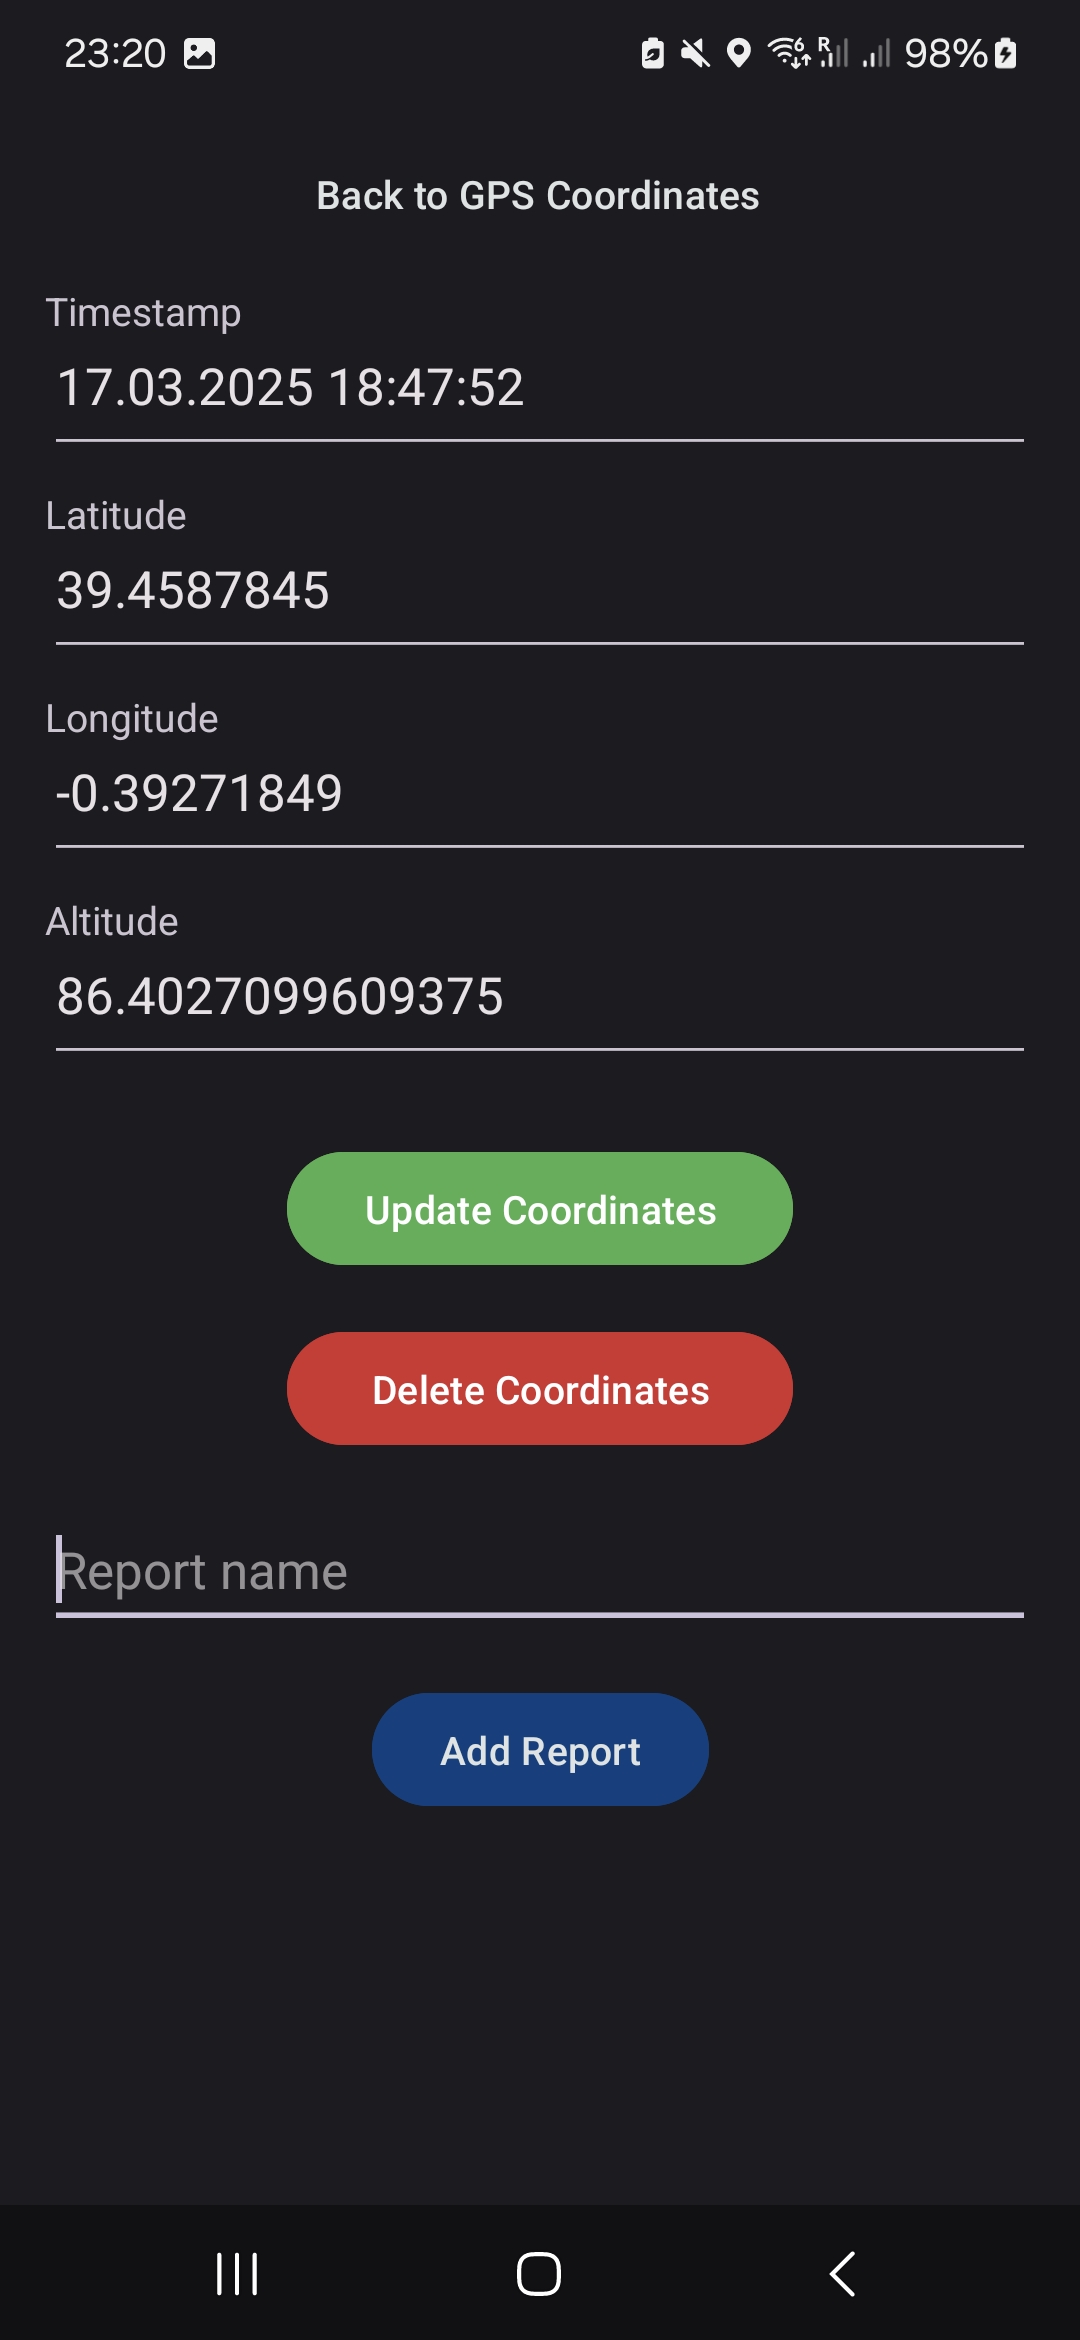 23:20 6 R 98%
Back to GPS Coordinates
Timestamp
17.03.2025 18:47:52
Latitude
39.4587845
Longitude
-0.39271849
Altitude
86.4027099609375
Update Coordinates
Delete Coordinates
Report name
Add Report